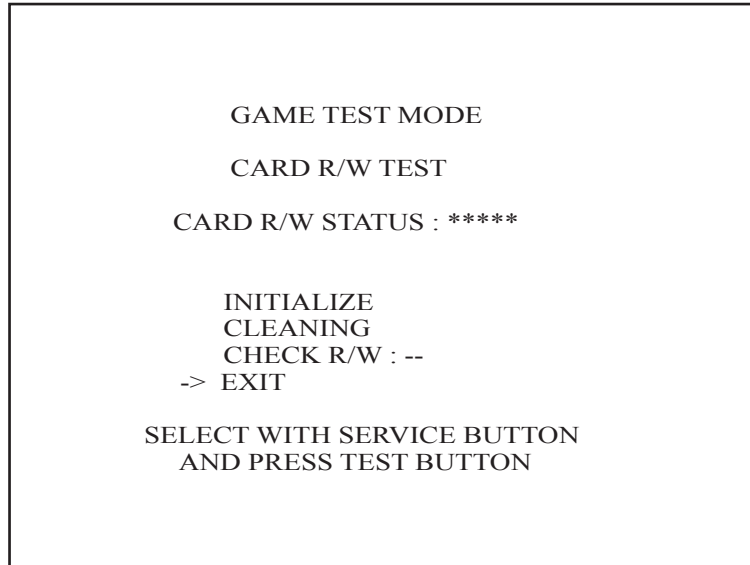 GAME TEST MODE
CARD R/W TEST
CARD R/W STATUS : *****
INITIALIZE
CLEANING
CHECK R/W : --
-> EXIT
SELECT WITH SERVICE BUTTON
AND PRESS TEST BUTTON